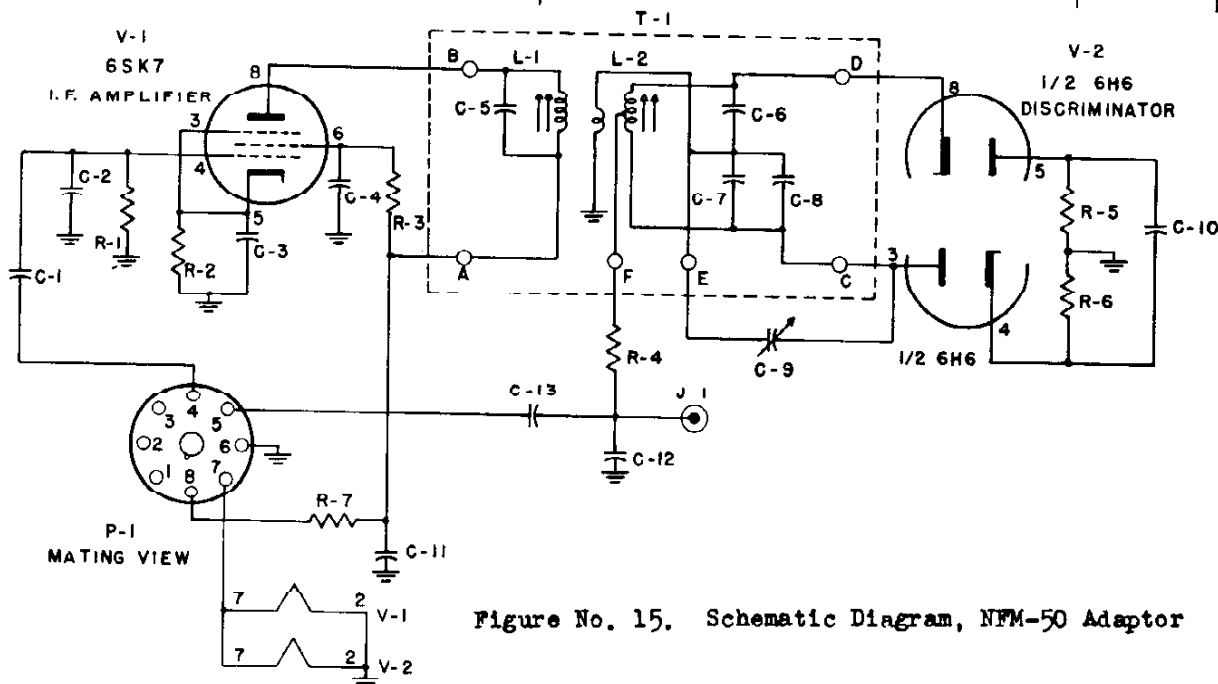 T-1
V-1
6SK7
I.F. AMPLIFIER
B
L-1
L-2
D
V-2
1/2 6H6
DISCRIMINATOR
8
C-5
C-6
8
3
6
4
5
C-2
C-4
C-7
C-8
5
R-1
R-2
C-3
R-3
R-5
C-10
C-1
A
F
E
C
3
R-6
4
R-4
C-9
1/2 6H6
C-13
J-1
3
4
5
2
6
1
8
7
C-12
R-7
P-1
MATING VIEW
C-11
7
2
V-1
7
2
V-2
Figure No. 15. Schematic Diagram, NFM-50 Adaptor